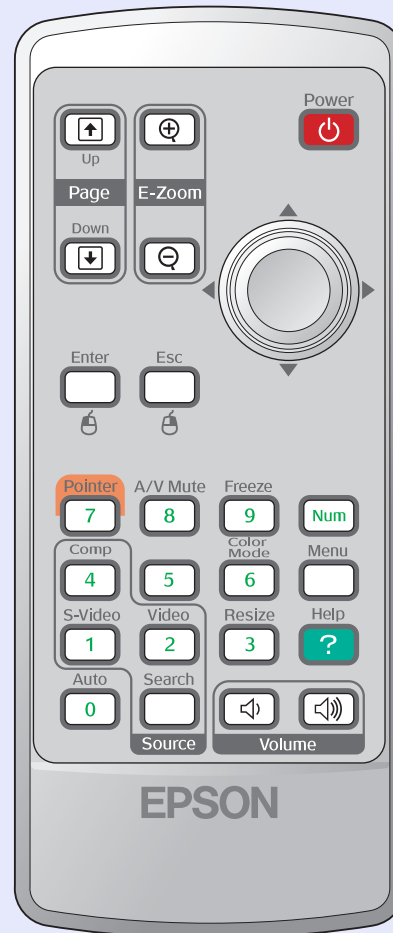 Power
Up
Page
E-Zoom
Down
Enter
Esc
Pointer
A/V Mute
Freeze
7
8
9
Num
Comp
Color
Mode
Menu
4
5
6
S-Video
Video
Resize
Help
1
2
3
?
Auto
Search
0
Source
Volume
EPSON